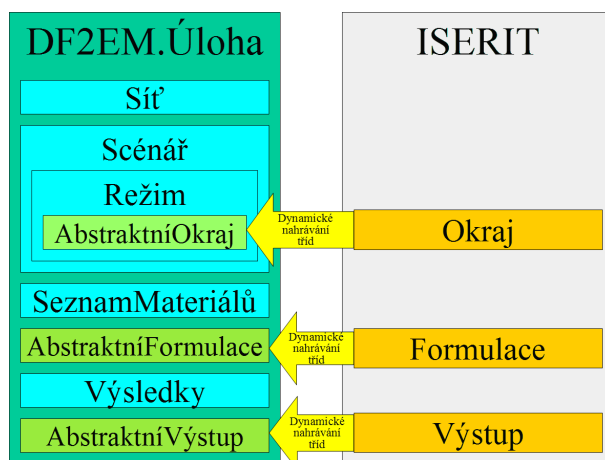 DF2EM.Úloha
ISERIT
Síť
Scénář
Režim
AbstraktníOkraj
Dynamické
nahrávání
tříd
Okraj
SeznamMateriálů
AbstraktníFormulace
Dynamické
nahrávání
tříd
Formulace
Výsledky
AbstraktníVýstup
Dynamické
nahrávání
tříd
Výstup